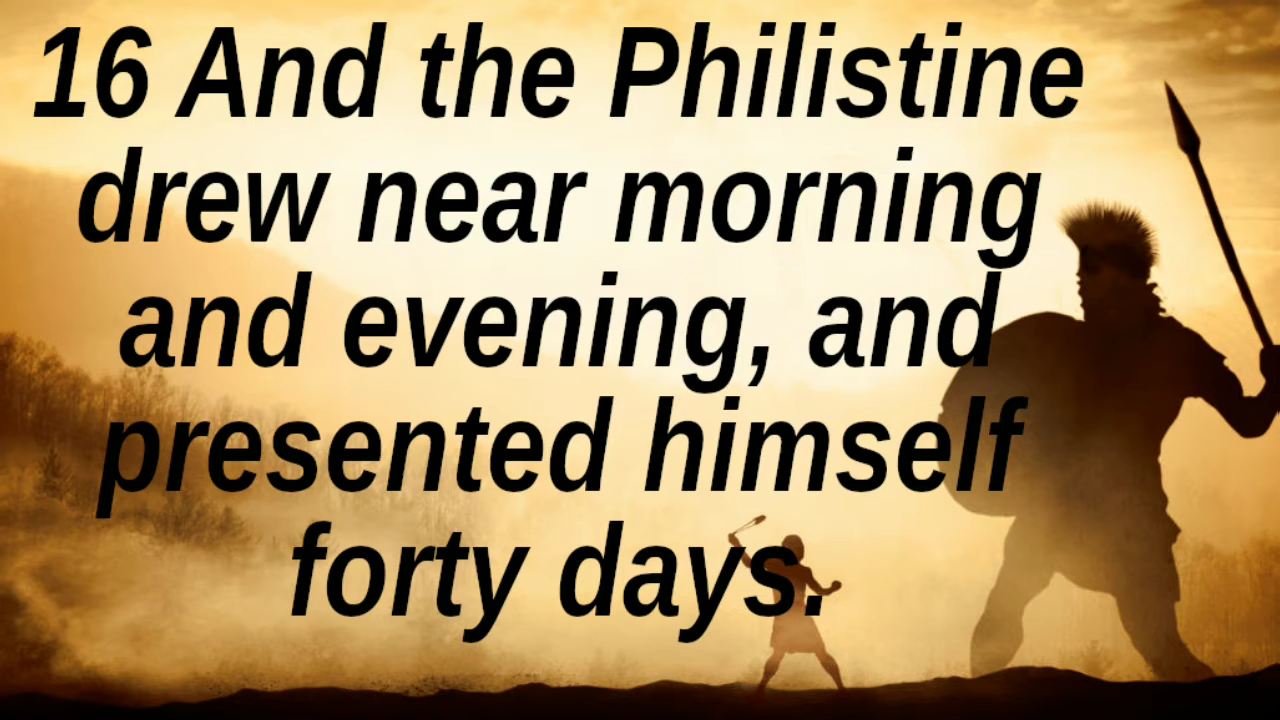 16 And the Philistine
drew near morning
and evening, and
presented himself
forty days.